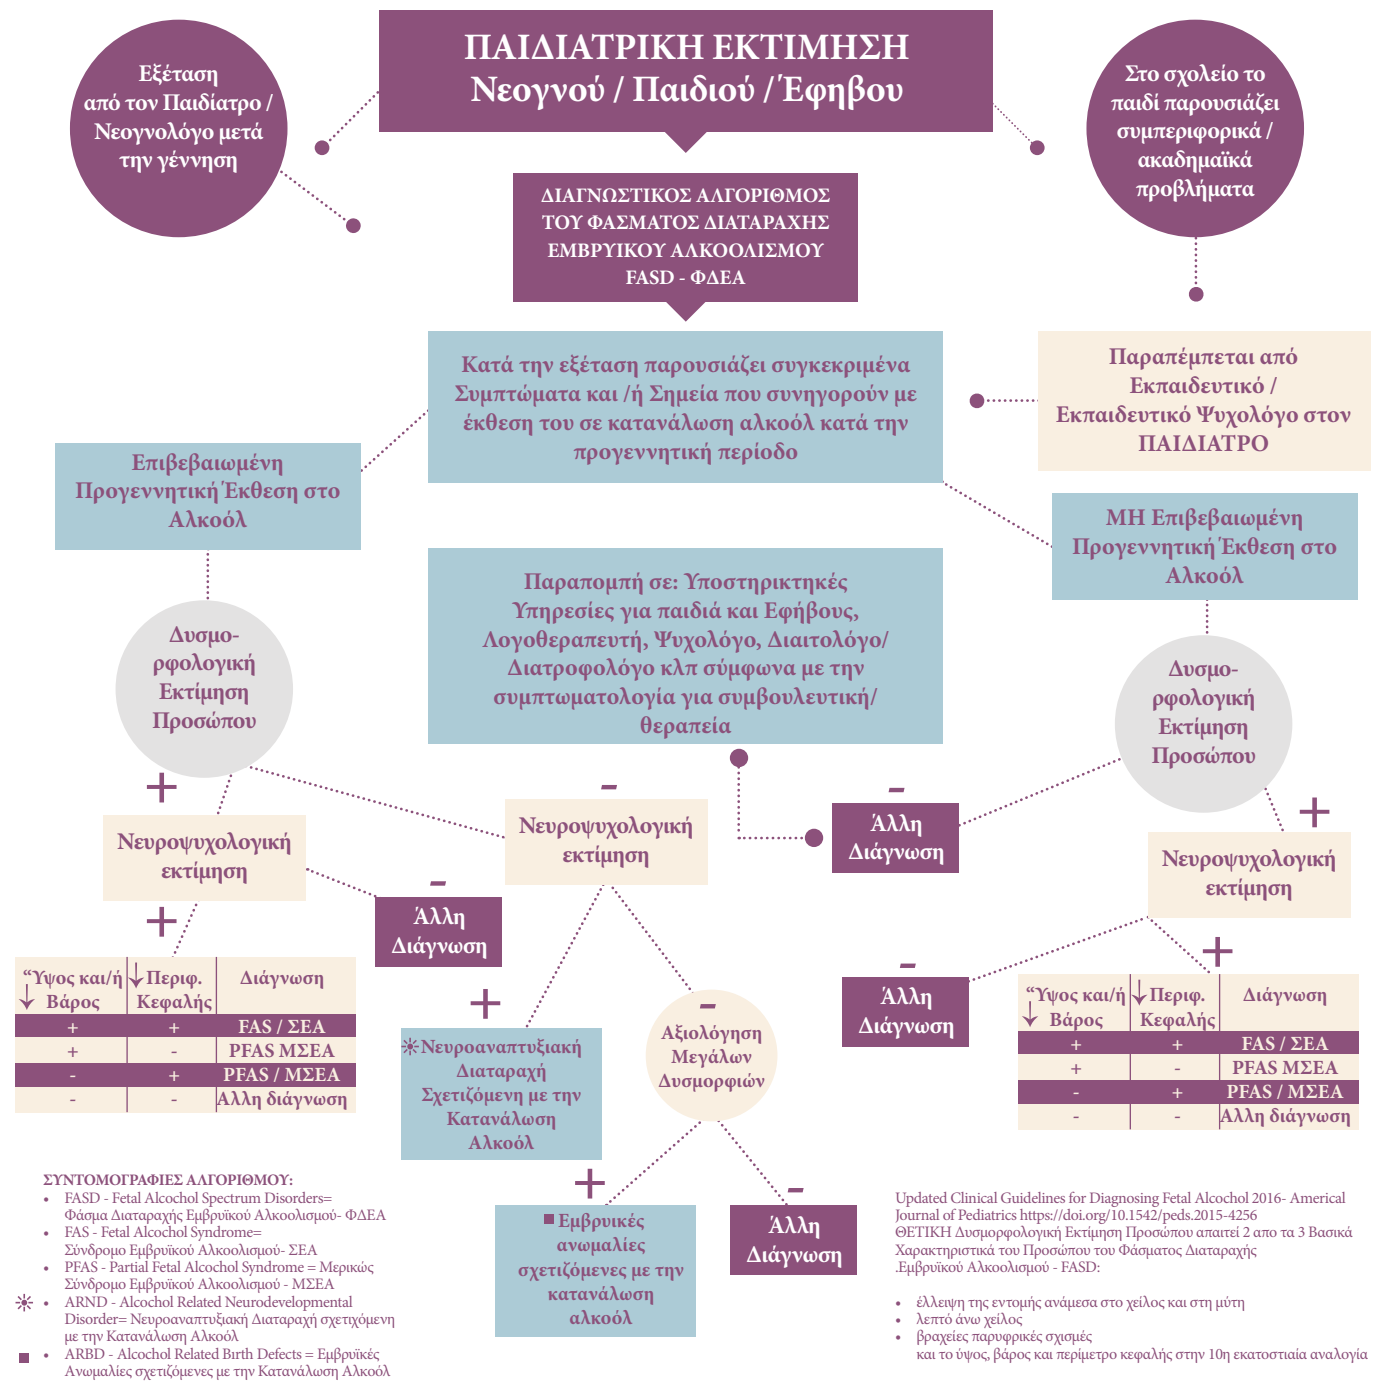 ΠΑΙΔΙΑΤΡΙΚΗ ΕΚΤΙΜΗΣΗ
Νεογνού / Παιδιού / Έφηβου
Εξέταση
από τον Παιδίατρο /
Νεογνολόγο μετά
την γέννηση
Στο σχολείο το
παιδί παρουσιάζει
συμπεριφορικά /
ακαδημαϊκά
προβλήματα
ΔΙΑΓΝΩΣΤΙΚΟΣ ΑΛΓΟΡΙΘΜΟΣ
ΤΟΥ ΦΑΣΜΑΤΟΣ ΔΙΑΤΑΡΑΧΗΣ
ΕΜΒΡΥΙΚΟΥ ΑΛΚΟΟΛΙΣΜΟΥ
FASD - ΦΔΕΑ
Κατά την εξέταση παρουσιάζει συγκεκριμένα
Συμπτώματα και /ή Σημεία που συνηγορούν με
έκθεση του σε κατανάλωση αλκοόλ κατά την
προγεννητική περίοδο
Παραπέμπεται από
Εκπαιδευτικό /
Εκπαιδευτικό Ψυχολόγο στον
ΠΑΙΔΙΑΤΡΟ
Επιβεβαιωμένη
Προγεννητική Έκθεση στο
Αλκοόλ
ΜΗ Επιβεβαιωμένη
Προγεννητική Έκθεση στο
Αλκοόλ
Παραπομπή σε: Υποστηρικτηκές
Υπηρεσίες για παιδιά και Εφήβους,
Λογοθεραπευτή, Ψυχολόγο, Διαιτολόγο/
Διατροφολόγο κλπ σύμφωνα με την
συμπτωματολογία για συμβουλευτική/
θεραπεία
Δυσμο-
ρφολογική
Εκτίμηση
Προσώπου
Δυσμο-
ρφολογική
Εκτίμηση
Προσώπου
+
-
-
+
Νευροψυχολογική
εκτίμηση
Νευροψυχολογική
εκτίμηση
Άλλη
Διάγνωση
Νευροψυχολογική
εκτίμηση
+
-
Άλλη
Διάγνωση
-
+
Άλλη
Διάγνωση
“Ύψος και/ή ↓Περιφ. Διάγνωση
↓ Βάρος Κεφαλής
+ + FAS / ΣΕΑ
+ - PFAS ΜΣΕΑ
- + PFAS / ΜΣΕΑ
- - Αλλη διάγνωση
“Ύψος και/ή ↓Περιφ. Διάγνωση
↓ Βάρος Κεφαλής
+ + FAS / ΣΕΑ
+ - PFAS ΜΣΕΑ
- + PFAS / ΜΣΕΑ
- - Αλλη διάγνωση
+
Νευροαναπτυξιακή
Διαταραχή
Σχετιζόμενη με την
Κατανάλωση
Αλκοόλ
-
Αξιολόγηση
Μεγάλων
Δυσμορφιών
+
■ Εμβρυικές
ανωμαλίες
σχετιζόμενες με την
κατανάλωση
αλκοόλ
-
Άλλη
Διάγνωση
ΣΥΝΤΟΜΟΓΡΑΦΙΕΣ ΑΛΓΟΡΙΘΜΟΥ:
• FASD - Fetal Alcochol Spectrum Disorders=
Φάσμα Διαταραχής Εμβρυϊκού Αλκοολισμού- ΦΔΕΑ
• FAS - Fetal Alcochol Syndrome=
Σύνδρομο Εμβρυϊκού Αλκοολισμού- ΣΕΑ
• PFAS - Partial Fetal Alcochol Syndrome = Μερικώς
Σύνδρομο Εμβρυϊκού Αλκοολισμού - ΜΣΕΑ
• ARND - Alcochol Related Neurodevelopmental
Disorder= Νευροαναπτυξιακή Διαταραχή σχετιχόμενη
με την Κατανάλωση Αλκοόλ
■ • ARBD - Alcochol Related Bırth Defects = Εμβρυϊκές
Ανωμαλίες σχετιζόμενες με την Κατανάλωση Αλκοόλ
Updated Clinical Guidelines for Diagnosing Fetal Alcochol 2016- Americal
Journal of Pediatrics https://doi.org/10.1542/peds.2015-4256
ΘΕΤΙΚΗ Δυσμορφολογική Εκτίμηση Προσώπου απαιτεί 2 απο τα 3 Βασικά
Χαρακτηριστικά του Προσώπου του Φάσματος Διαταραχής
.Εμβρυϊκού Αλκοολισμού - FASD:
• έλλειψη της εντομής ανάμεσα στο χείλος και στη μύτη
• λεπτό άνω χείλος
• βραχείες παρυφρικές σχισμές
και το ύψος, βάρος και περίμετρο κεφαλής στην 10η εκατοστιαία αναλογία